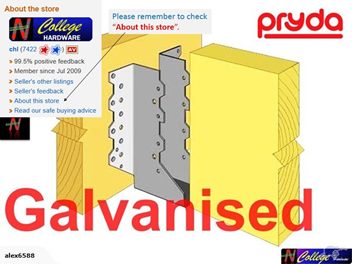 About the store
N College
HARDWARE
chl (7422
99.5% positive feedback
Member since Jul 2009
Seller's other listings
Seller's feedback
About this store
Read our safe buying advice
Please remember to check
"About this store".
pryda
N
Galvanised
alex6588
N College Hardware